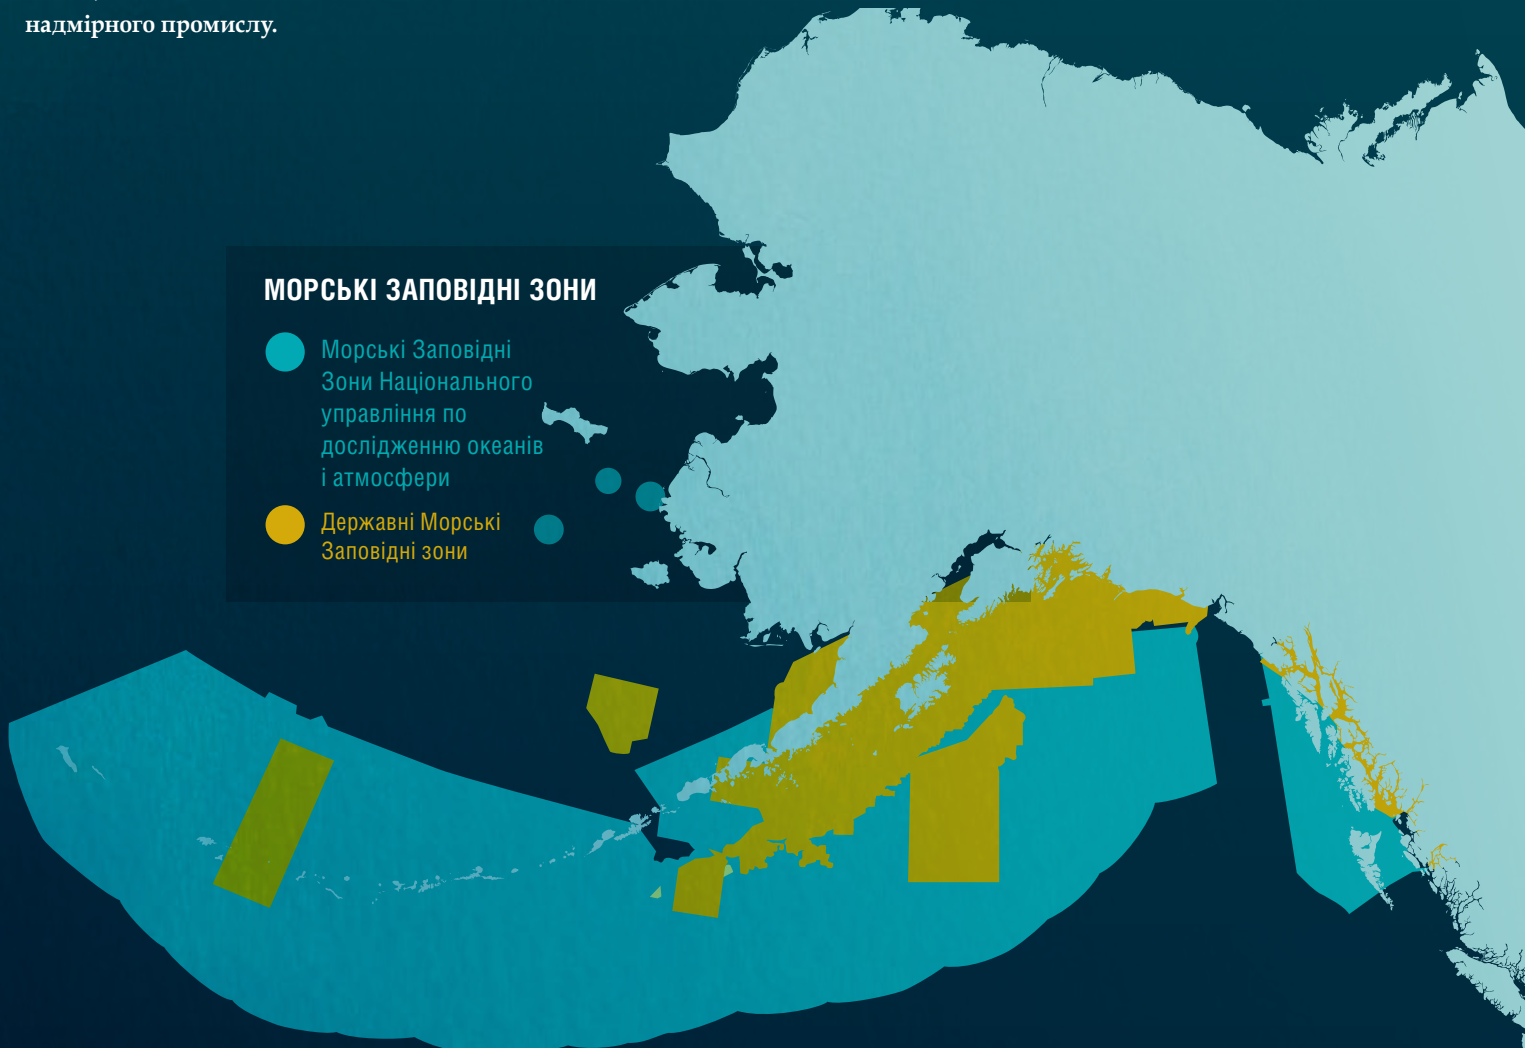 надмірного промислу.
МОРСЬКІ ЗАПОВІДНІ ЗОНИ
Морські Заповідні
Зони Національного
управління по
дослідженню океанів
і атмосфери
Державні Морські
Заповідні зони